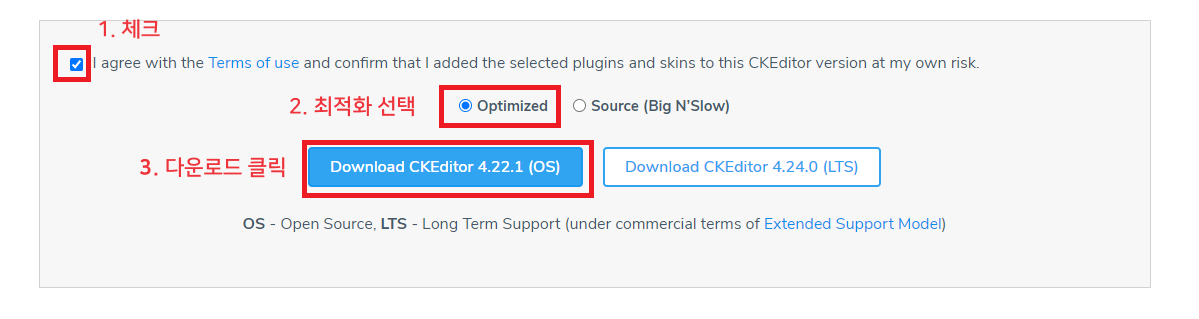 1. 체크
I agree with the Terms of use and confirm that I added the selected plugins and skins to this CKEditor version at my own risk.
2. 최적화 선택 Optimized Source (Big N'Slow)
3. 다운로드 클릭 Download CKEditor 4.22.1 (OS) Download CKEditor 4.24.0 (LTS)
OS - Open Source, LTS - Long Term Support (under commercial terms of Extended Support Model)